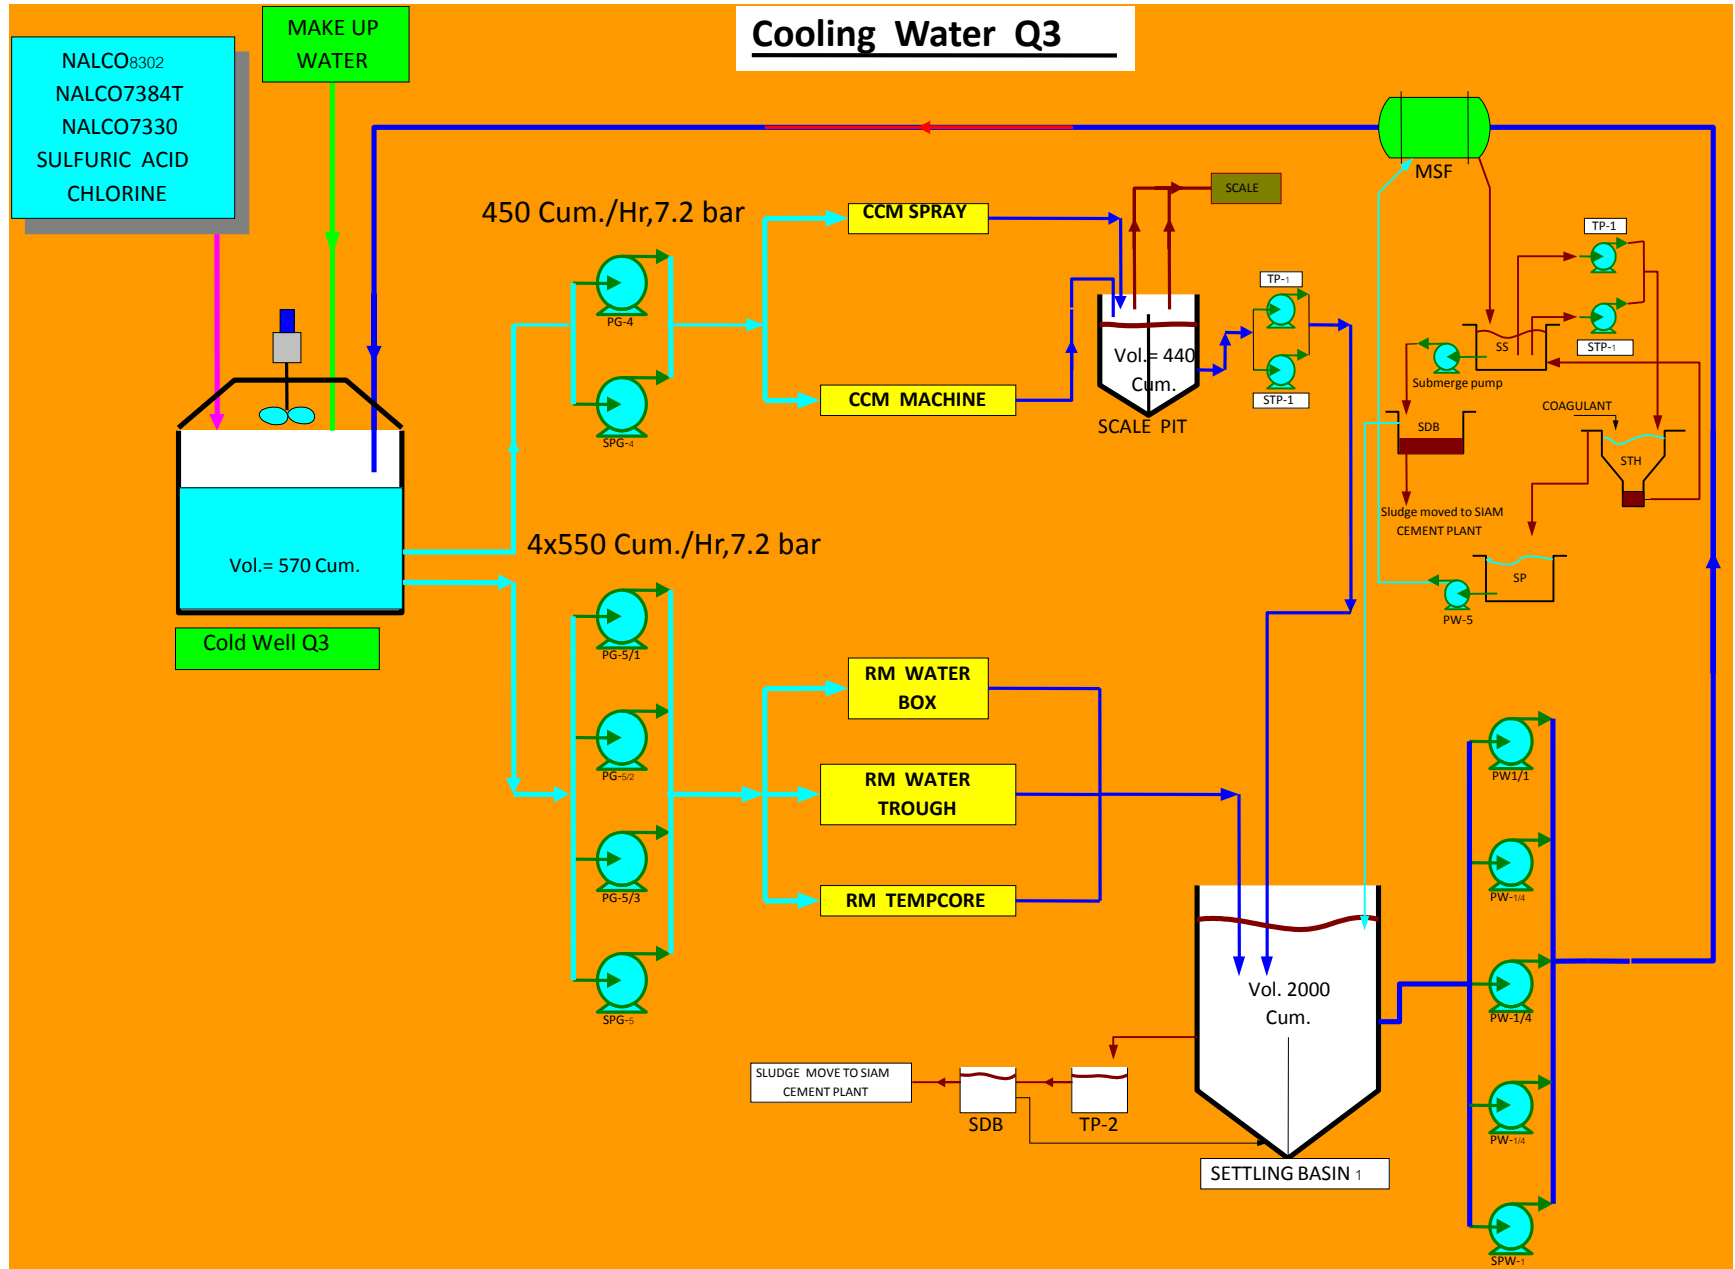 Cooling Water Q3
MAKE UP
WATER
NALCO8302
NALCO7384T
NALCO7330
SULFURIC ACID
CHLORINE
MSF
SCALE
450 Cum./Hr,7.2 bar
CCM SPRAY
TP-1
TP-1
PG-4
SS
STP-1
Vol.= 440
Cum.
Submerge pump
CCM MACHINE
STP-1
COAGULANT
SCALE PIT
SDB
SPG-4
STH
Sludge moved to SIAM
CEMENT PLANT
4x550 Cum./Hr,7.2 bar
Vol.= 570 Cum.
SP
PW-5
Cold Well Q3
PG-5/1
RM WATER
BOX
PG-5/2
PW1/1
RM WATER
TROUGH
PG-5/3
RM TEMPCORE
PW-1/4
SPG-5
Vol. 2000
Cum.
PW-1/4
SLUDGE MOVE TO SIAM
CEMENT PLANT
SDB
TP-2
PW-1/4
SETTLING BASIN 1
SPW-1